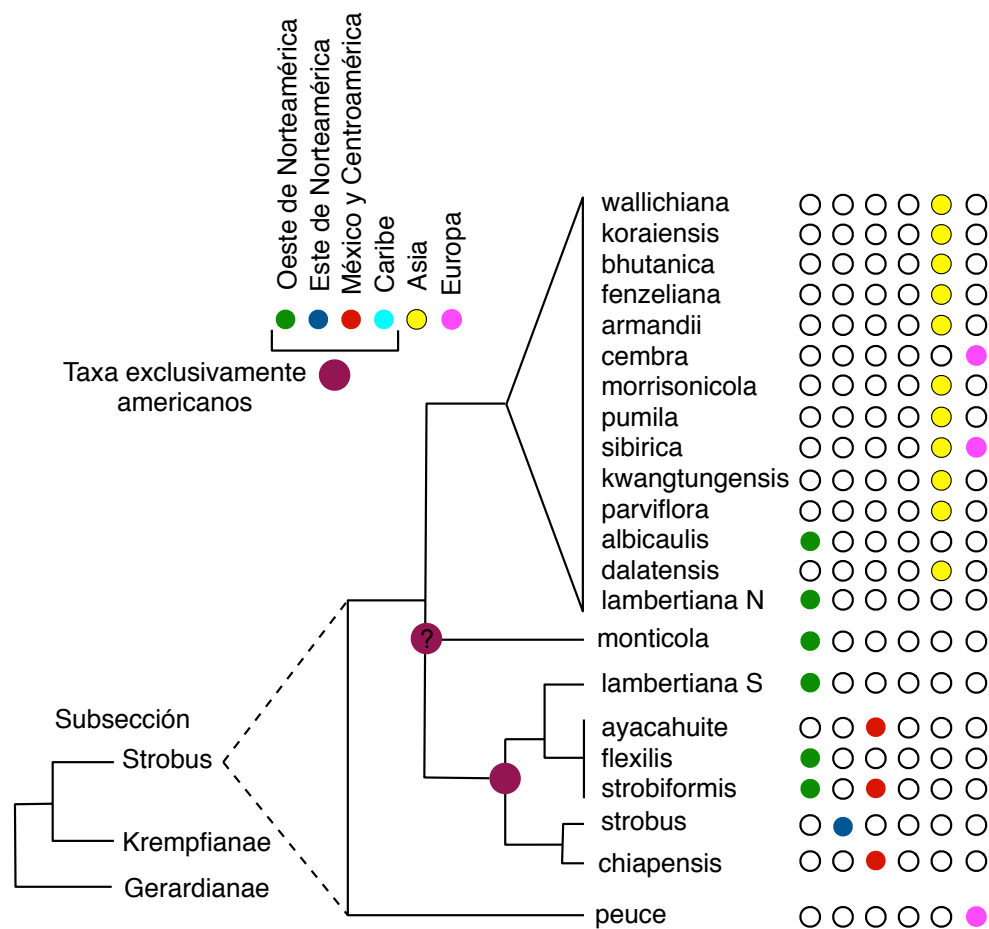 Oeste de Norteamérica
Este de Norteamérica
México y Centroamérica
Caribe
Asia
Europa
Taxa exclusivamente
americanos
wallichiana
koraiensis
bhutanica
fenzeliana
armandii
cembra
morrisonicola
pumila
sibirica
kwangtungensis
parviflora
albicaulis
dalatensis
lambertiana N
?
monticola
lambertiana S
ayacahuite
flexilis
strobiformis
strobus
chiapensis
peuce
Subsección
Strobus
Krempfianae
Gerardianae